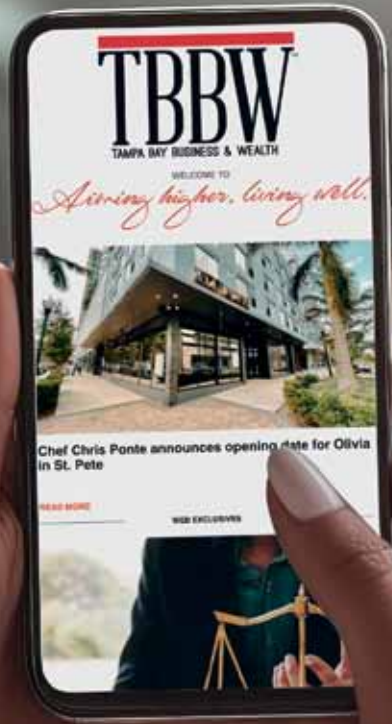 TBBW
TAMPA BAY BUSINESS & WEALTH
WELCOME TO
Aiming higher, living well.
Chef Chris Ponte announces opening date for Olivia
in St. Pete
READ MORE
WEB EXCLUSIVES